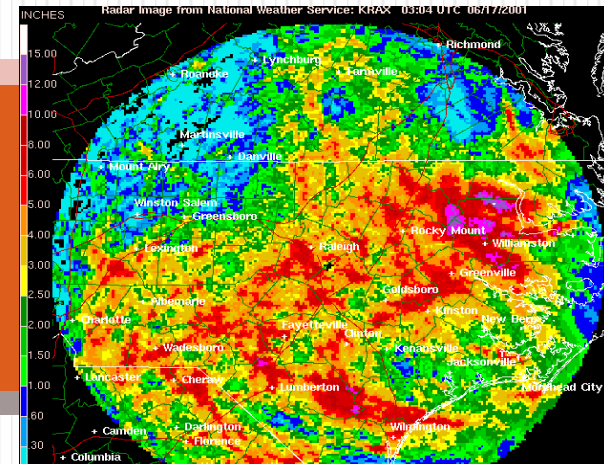 INCHES
Radar Image from National Weather Service: KRAX 03:04 UTC 06/17/2001
15.00
12.00
10.00
8.00
6.00
5.00
4.00
3.00
2.50
2.00
1.50
1.00
.60
.30
Richmond
Lynchburg
Farmville
Roanoke
Martinsville
Danville
Mount Airy
Winston Salem
Greensboro
Rocky Mount
Lexington
Raleigh
Williamston
Greenville
Goldsboro
Albemarle
Kinston
Charlotte
Fayetteville
New Bern
Clinton
Wadesboro
Kenansville
Jacksonville
Lancaster
Cheraw
Lumberton
Morehead City
Camden
Darlington
Wilmington
Florence
Columbia